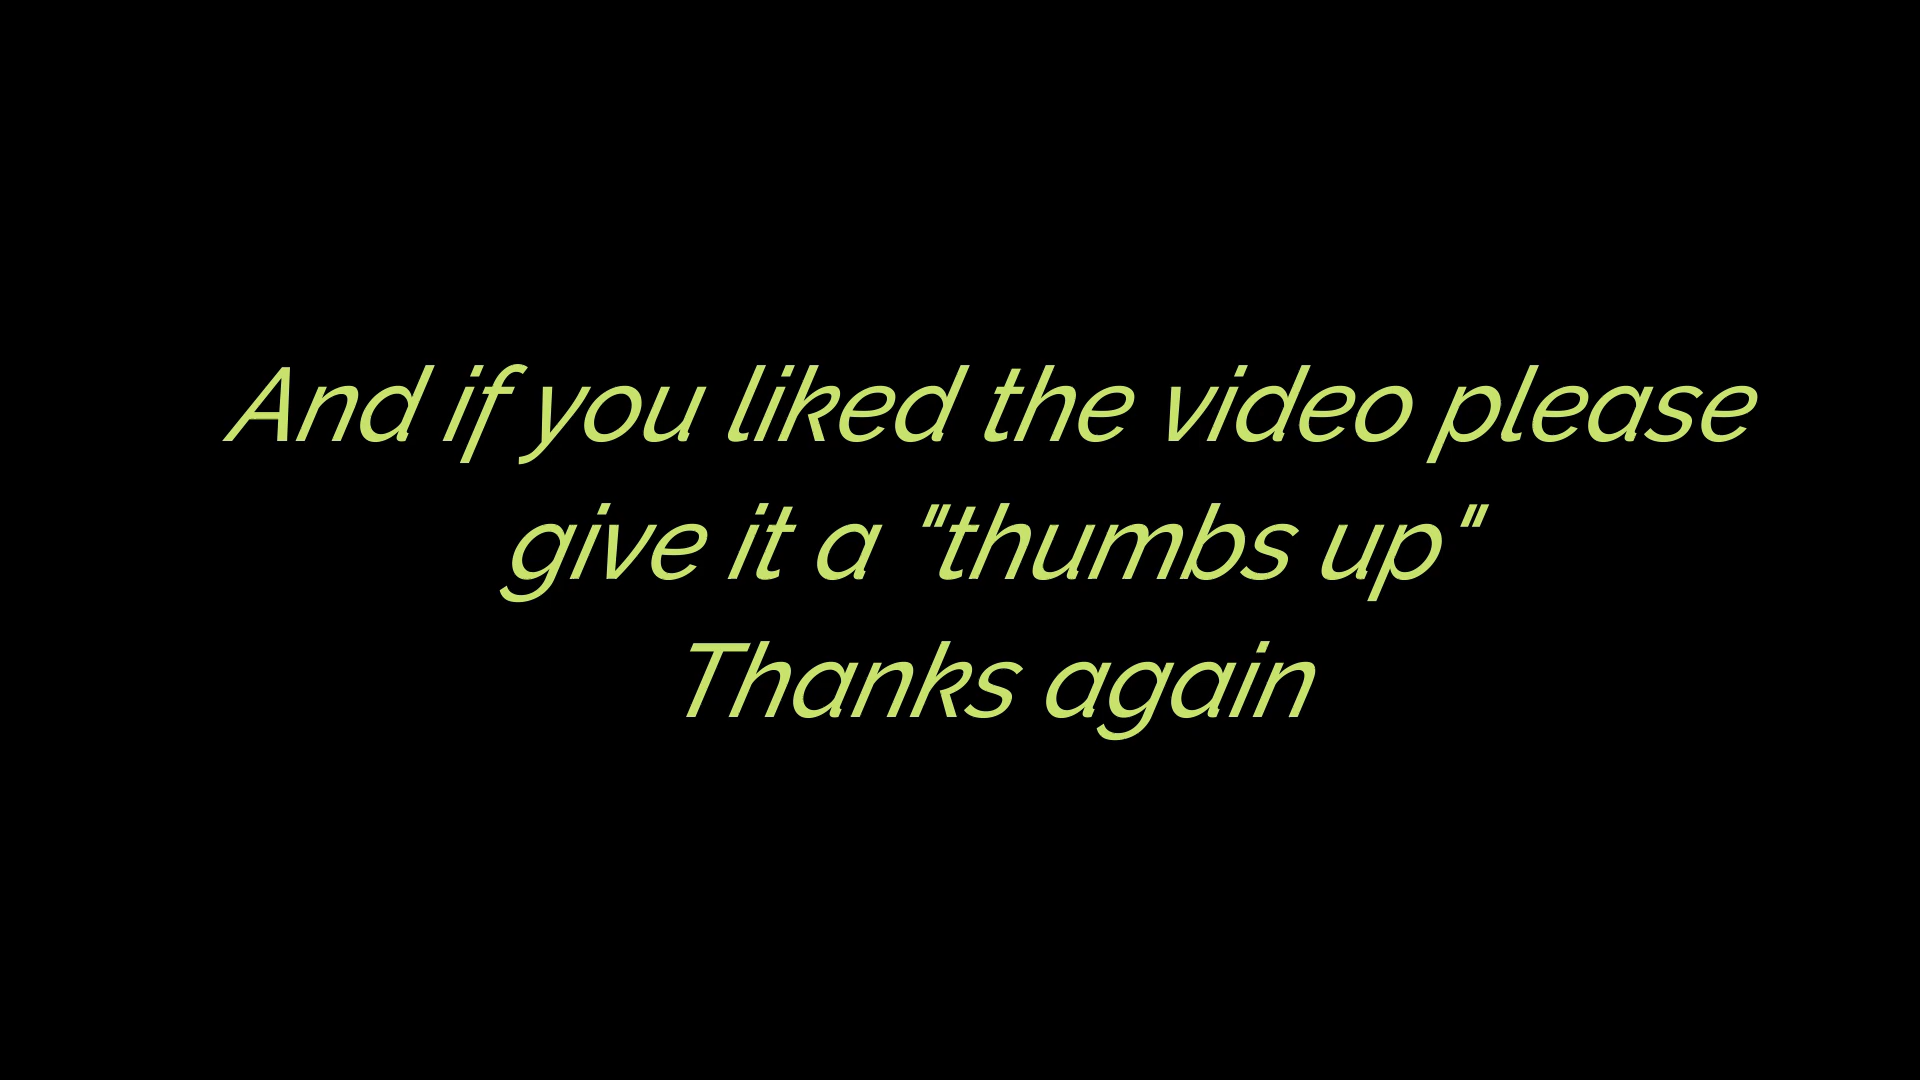 And if you liked the video please
give it a "thumbs up"
Thanks again